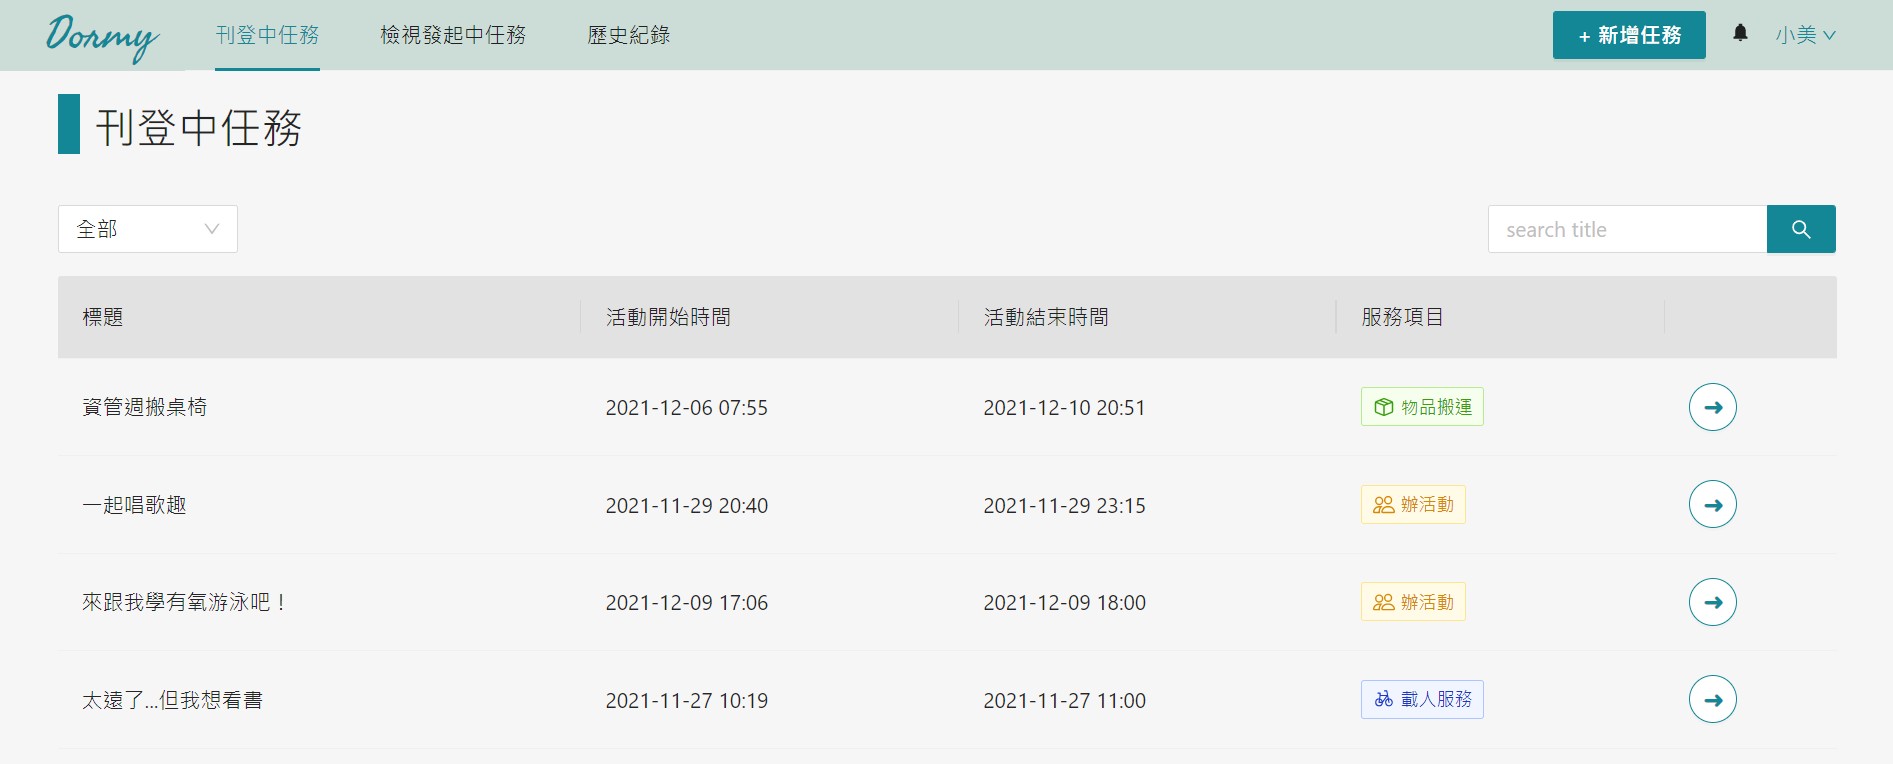 Dormy 刊登中任務 檢視發起中任務 歷史紀錄 + 新增任務 小美
刊登中任務
全部 search title
標題 活動開始時間 活動結束時間 服務項目
資管週搬桌椅 2021-12-06 07:55 2021-12-10 20:51 物品搬運
一起唱歌趣 2021-11-29 20:40 2021-11-29 23:15 辦活動
來跟我學有氧游泳吧！ 2021-12-09 17:06 2021-12-09 18:00 辦活動
太遠了...但我想看書 2021-11-27 10:19 2021-11-27 11:00 載人服務